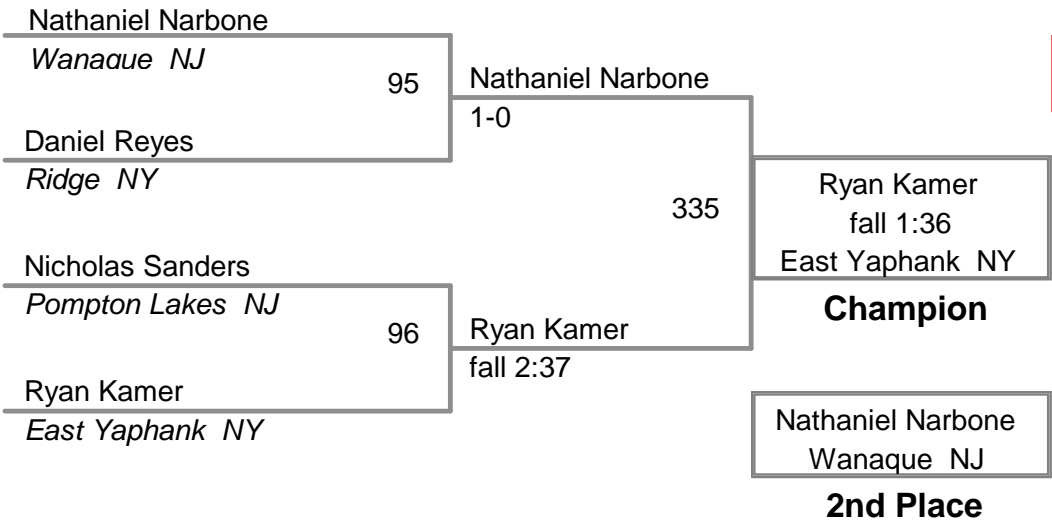 Nathaniel Narbone
Wanaque NJ
95
Daniel Reyes
Ridge NY
Nathaniel Narbone
1-0
Nicholas Sanders
Pompton Lakes NJ
96
Ryan Kamer
East Yaphank NY
Ryan Kamer
fall 2:37
335
Ryan Kamer
fall 1:36
East Yaphank NY
Champion
Nathaniel Narbone
Wanaque NJ
2nd Place